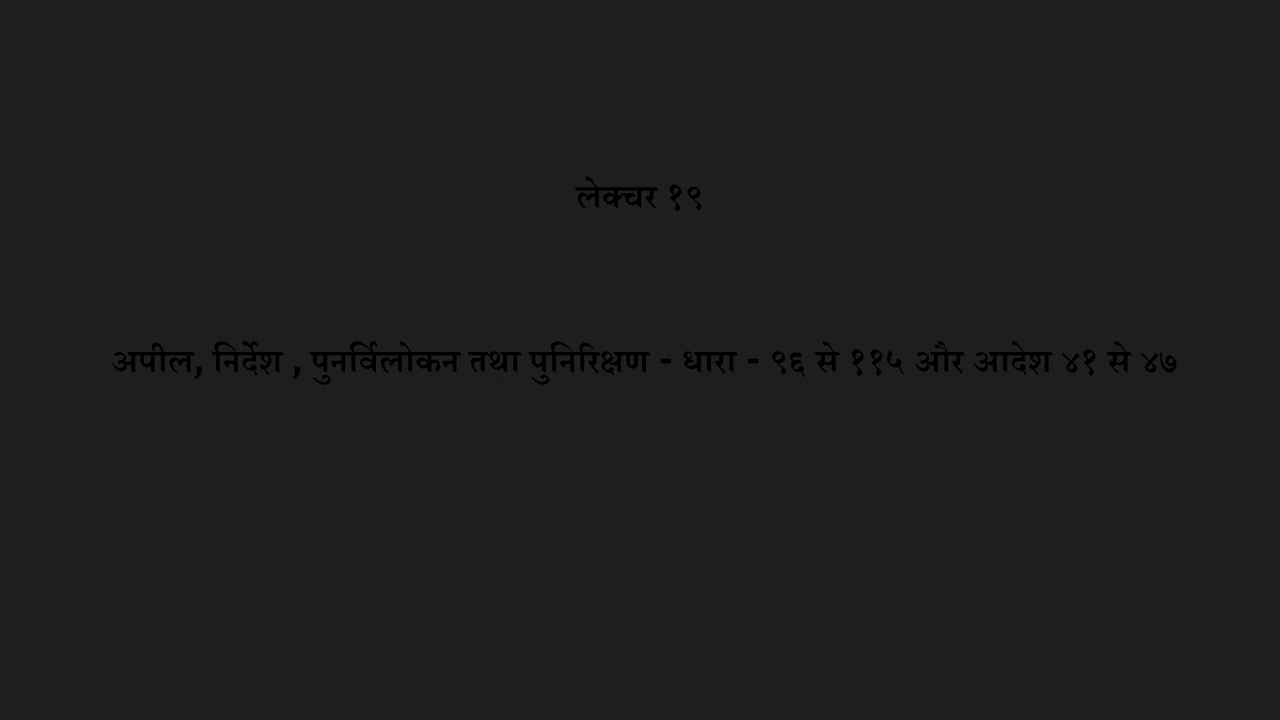 लेक्चर १९
अपील, निर्देश , पुनर्विलोकन तथा पुनिरिक्षण - धारा - ९६ से ११५ और आदेश ४१ से ४७